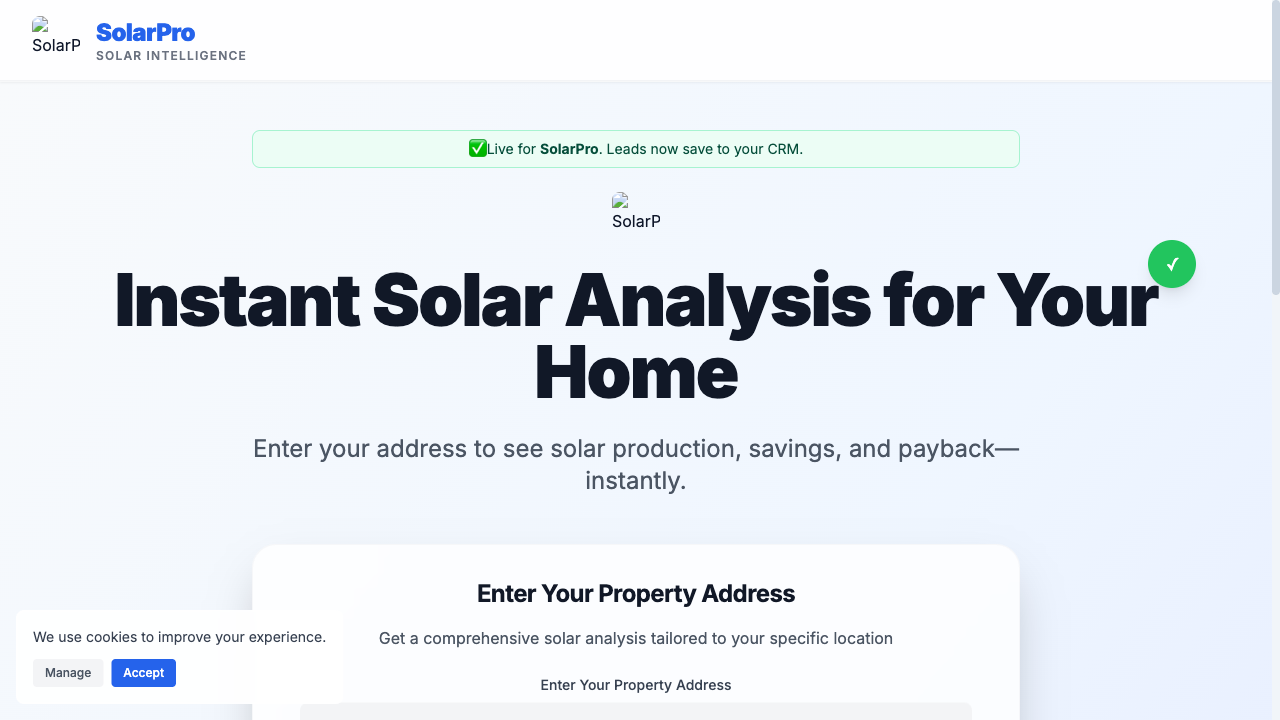 SolarP
SolarPro
SOLAR INTELLIGENCE
✅Live for SolarPro. Leads now save to your CRM.
SolarP
✓
Instant Solar Analysis for Your
Home
Enter your address to see solar production, savings, and payback—
instantly.
Enter Your Property Address
Get a comprehensive solar analysis tailored to your specific location
Enter Your Property Address
We use cookies to improve your experience.
Manage
Accept